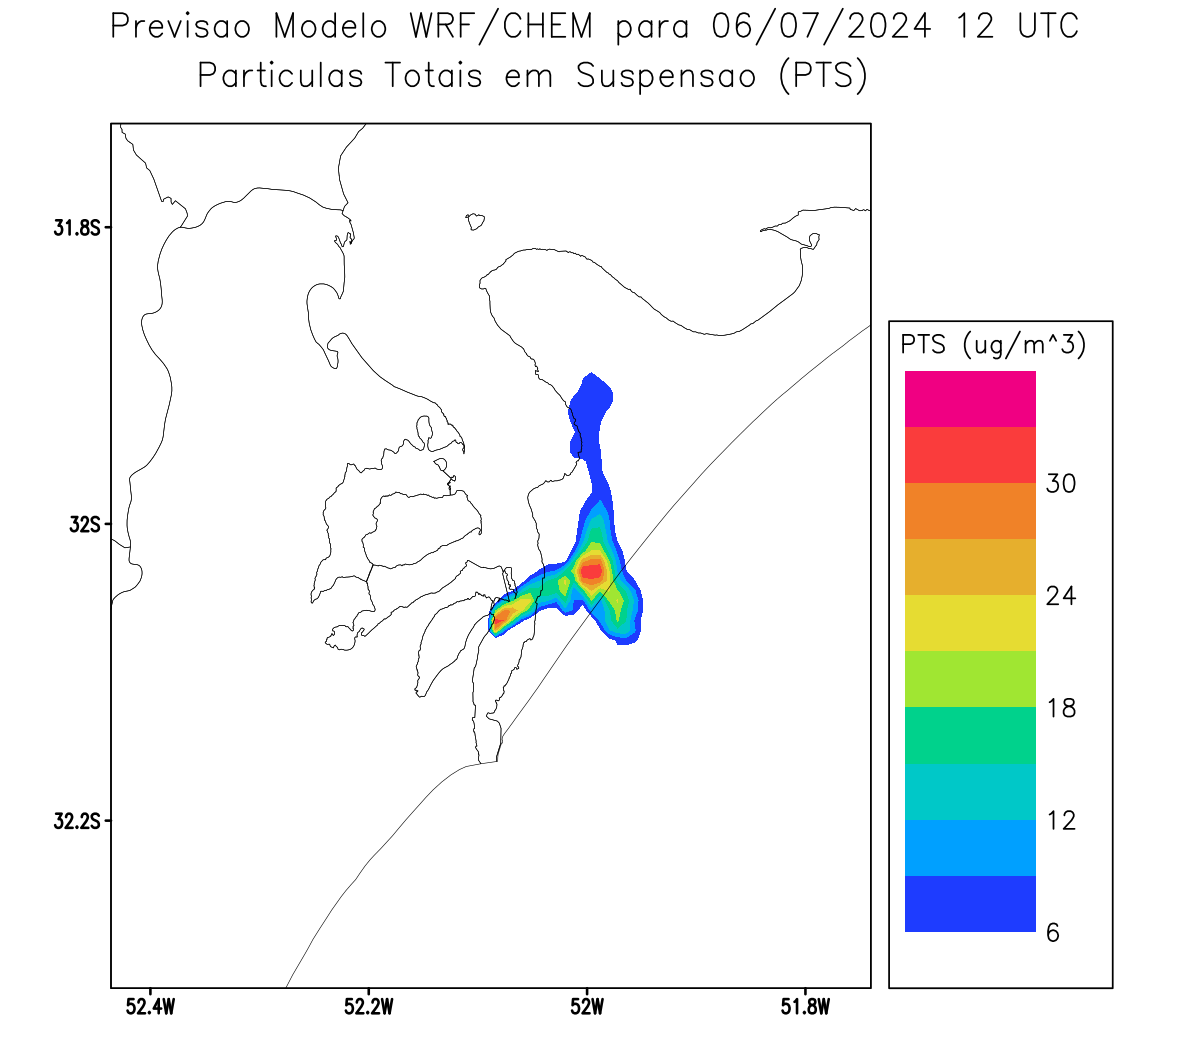 Previsao Modelo WRF/CHEM para 06/07/2024 12 UTC
Particulas Totais em Suspensao (PTS)
31.8S
32S
32.2S
52.4W
52.2W
52W
51.8W
PTS (ug/m^3)
30
24
18
12
6